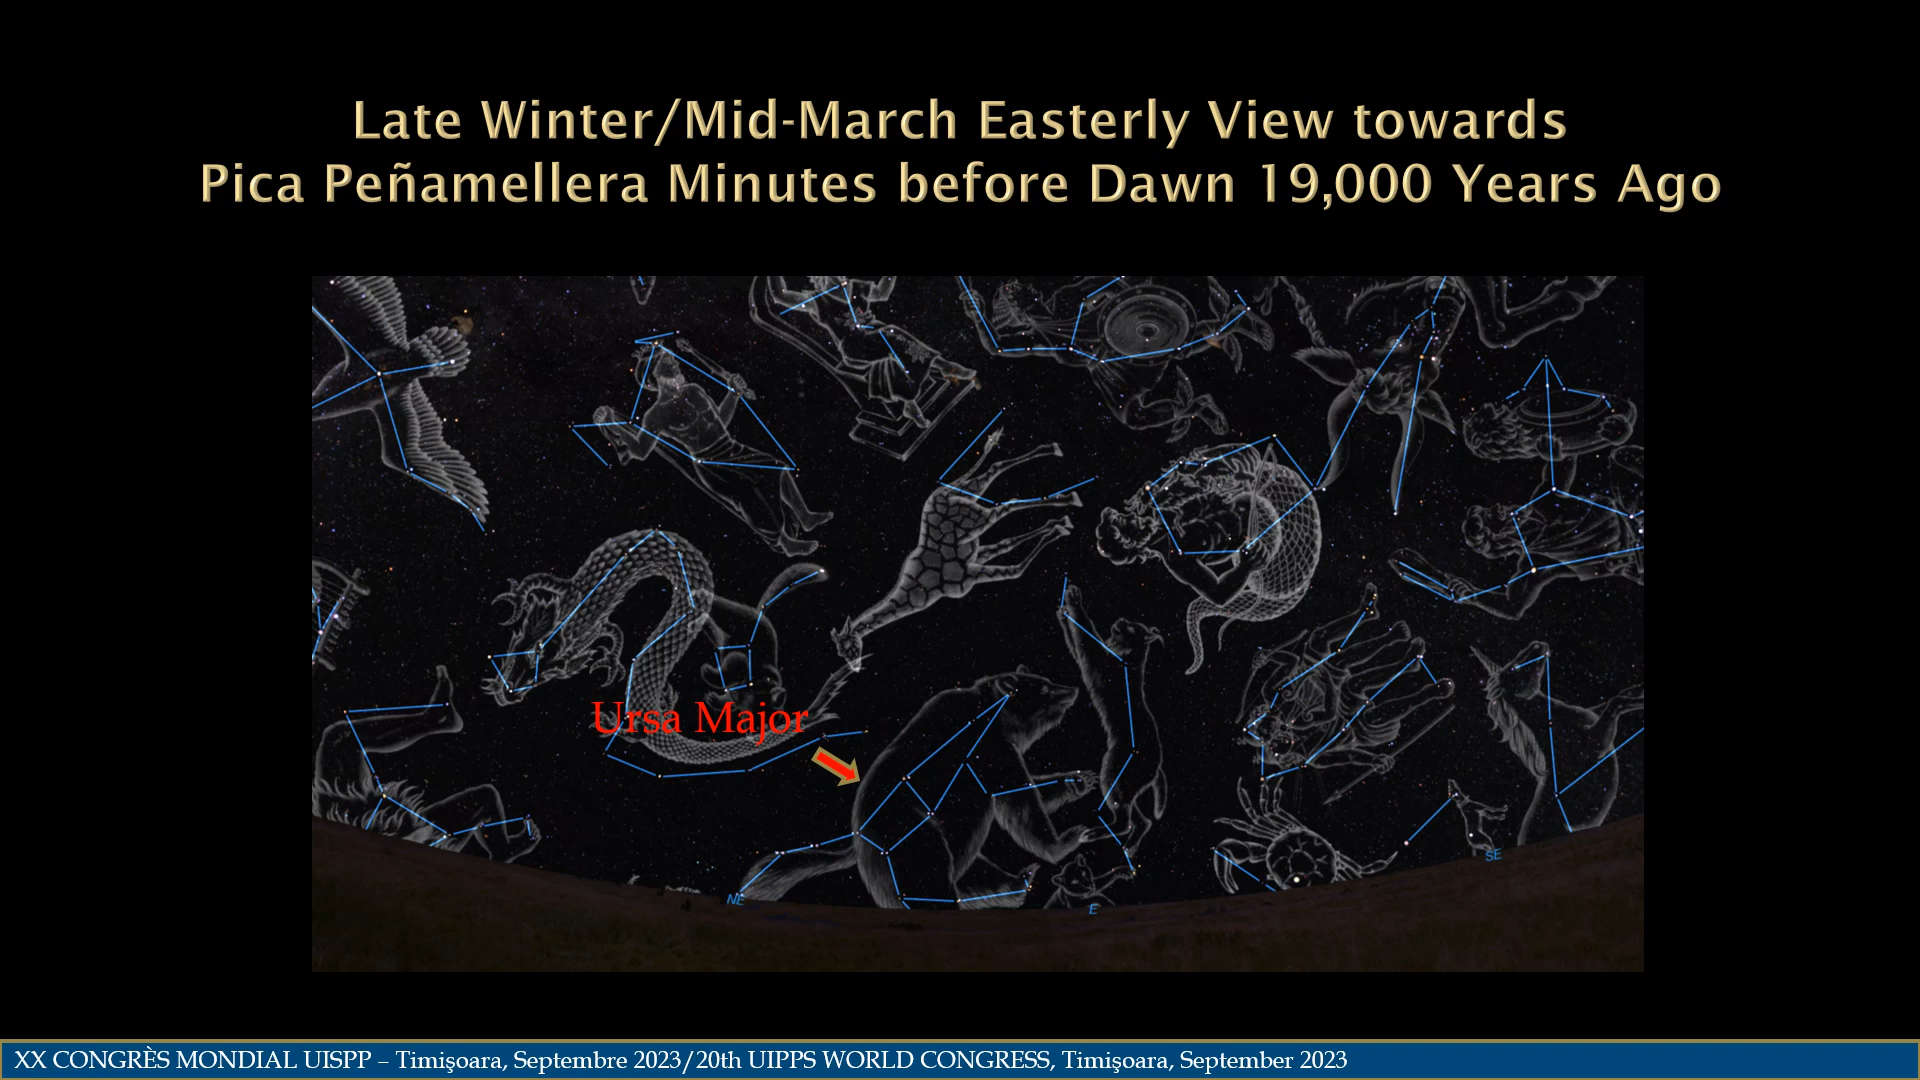 Late Winter/Mid-March Easterly View towards
Pica Peñamellera Minutes before Dawn 19,000 Years Ago
Ursa Major
SE
NE
E
XX CONGRÈS MONDIAL UISPP – Timişoara, Septembre 2023/20th UIPPS WORLD CONGRESS, Timişoara, September 2023